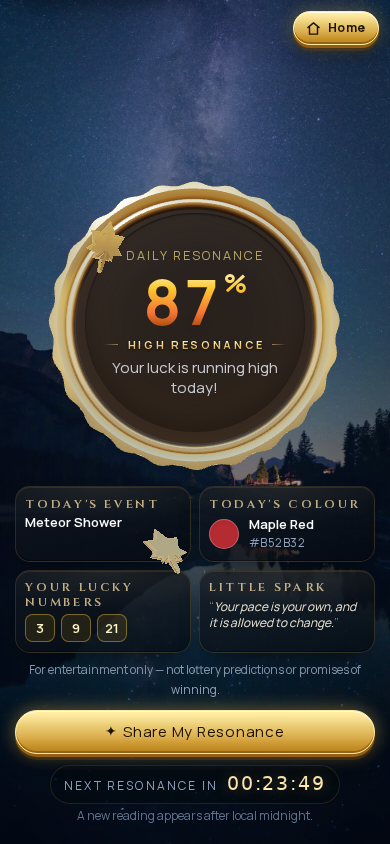 Home
DAILY RESONANCE
87%
HIGH RESONANCE
Your luck is running high
today!
TODAY'S EVENT
Meteor Shower
TODAY'S COLOUR
Maple Red
#B52B32
YOUR LUCKY
NUMBERS
3 9 21
LITTLE SPARK
"Your pace is your own, and
it is allowed to change."
For entertainment only — not lottery predictions or promises of
winning.
✦ Share My Resonance
NEXT RESONANCE IN 00:23:49
A new reading appears after local midnight.